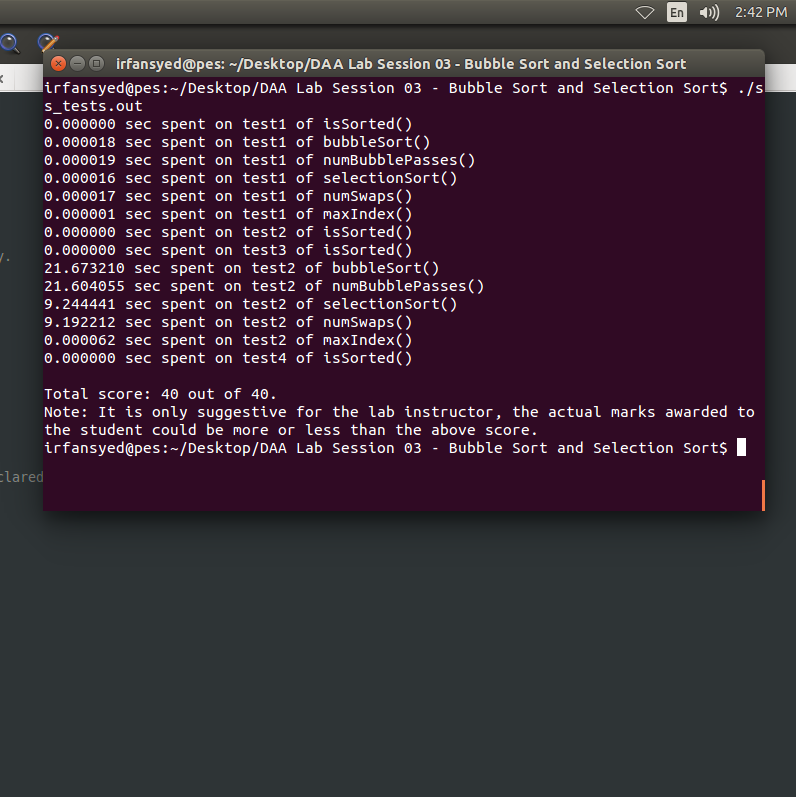 En 2:42 PM
irfansyed@pes: ~/Desktop/DAA Lab Session 03 - Bubble Sort and Selection Sort
irfansyed@pes:~/Desktop/DAA Lab Session 03 - Bubble Sort and Selection Sort$ ./s
s_tests.out
0.000000 sec spent on test1 of isSorted()
0.000018 sec spent on test1 of bubbleSort()
0.000019 sec spent on test1 of numBubblePasses()
0.000016 sec spent on test1 of selectionSort()
0.000017 sec spent on test1 of numSwaps()
0.000001 sec spent on test1 of maxIndex()
0.000000 sec spent on test2 of isSorted()
0.000000 sec spent on test3 of isSorted()
y.
21.673210 sec spent on test2 of bubbleSort()
21.604055 sec spent on test2 of numBubblePasses()
9.244441 sec spent on test2 of selectionSort()
9.192212 sec spent on test2 of numSwaps()
0.000062 sec spent on test2 of maxIndex()
0.000000 sec spent on test4 of isSorted()
Total score: 40 out of 40.
Note: It is only suggestive for the lab instructor, the actual marks awarded to
the student could be more or less than the above score.
irfansyed@pes:~/Desktop/DAA Lab Session 03 - Bubble Sort and Selection Sort$
clared